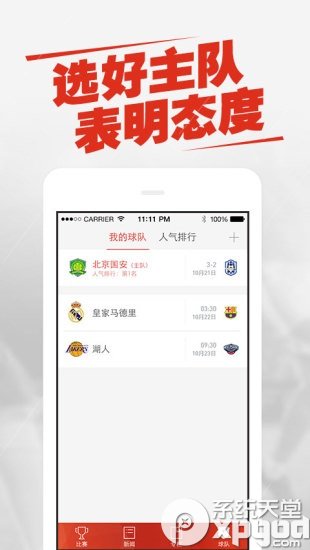 选好主队
表明态度
CARRIER 11:11 PM
我的球队 人气排行 +
北京国安 (主队) 3-2
人气排行：第1名 10月21日
皇家马德里 03:30
10月22日
湖人 09:30
10月23日
LAKERS
比赛 新闻 球队
系统天堂
xpgod